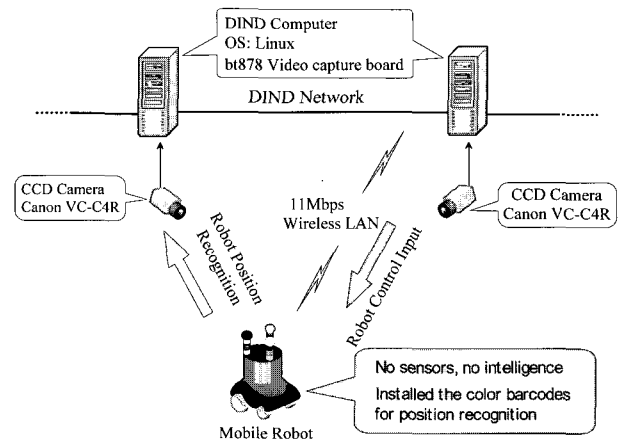 DIND Computer
OS: Linux
bt878 Video capture board
DIND Network
CCD Camera
Canon VC-C4R
11Mbps
Wireless LAN
CCD Camera
Canon VC-C4R
Robot Position
Recognition
Robot Control Input
No sensors, no intelligence
Installed the color barcodes
for position recognition
Mobile Robot